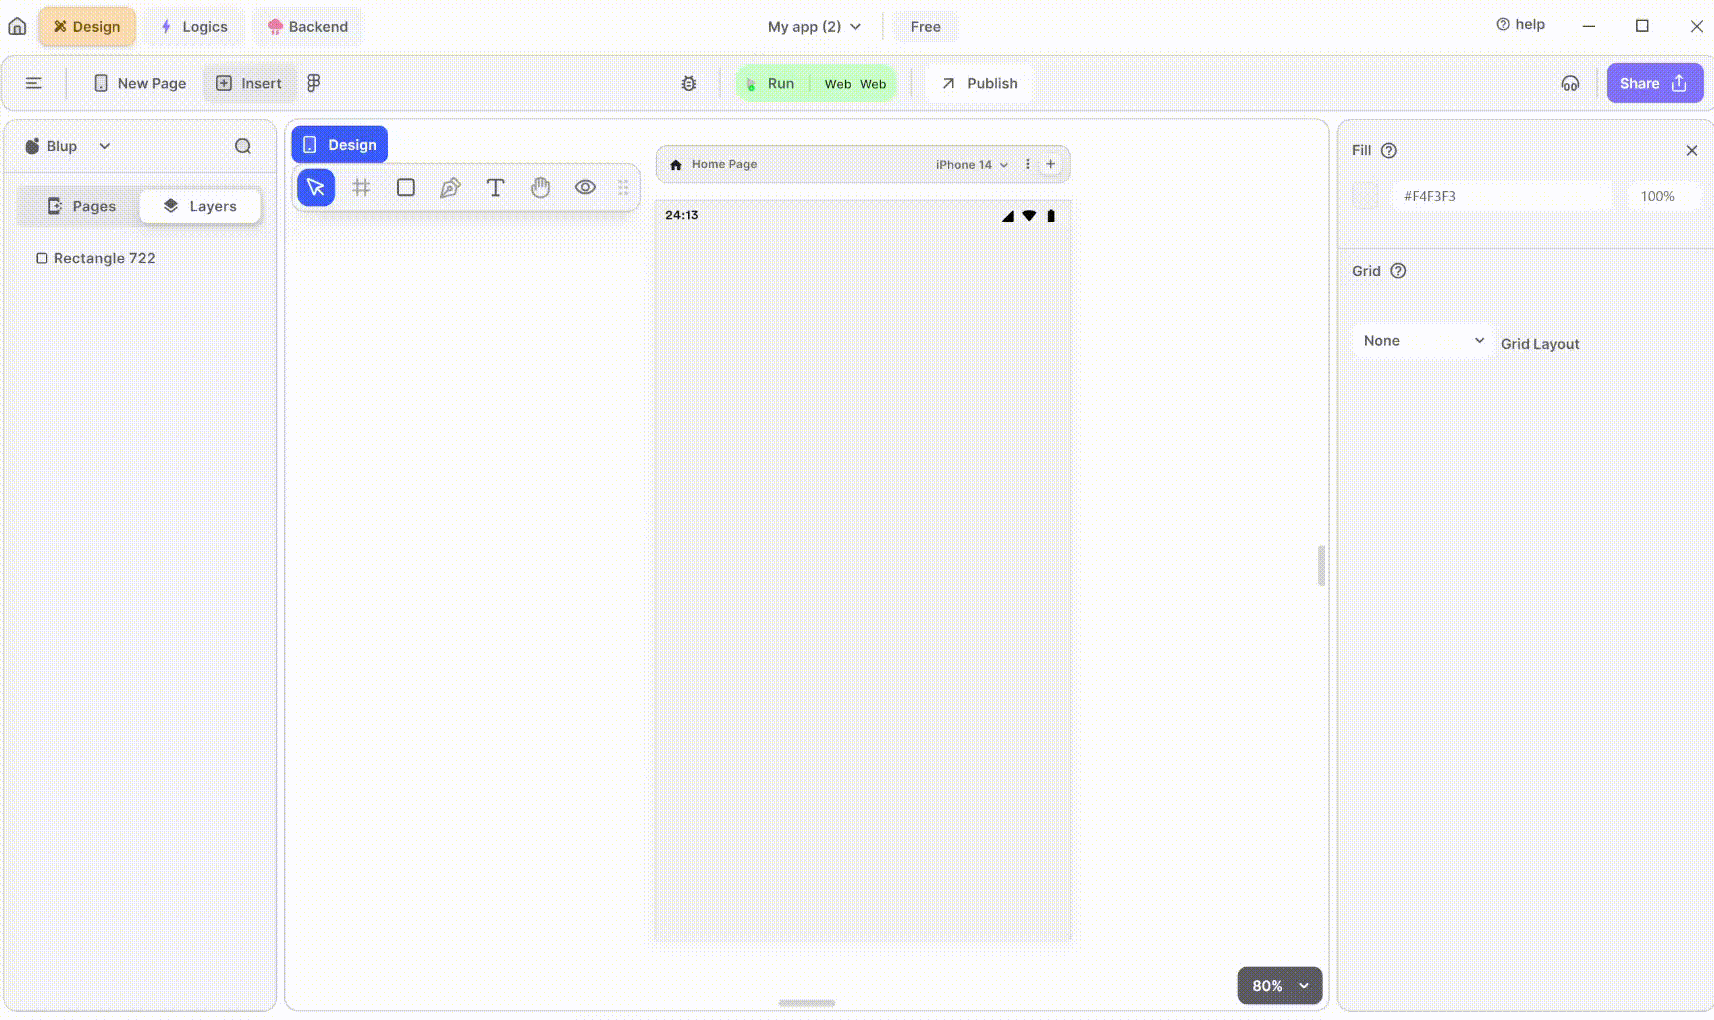 Design Logics Backend My app (2) Free help
New Page Insert Run Web Web Publish Share
Blup
Pages Layers
Rectangle 722
Design
Home Page iPhone 14
24:13
80%
Fill
#F4F3F3 100%
Grid
None Grid Layout